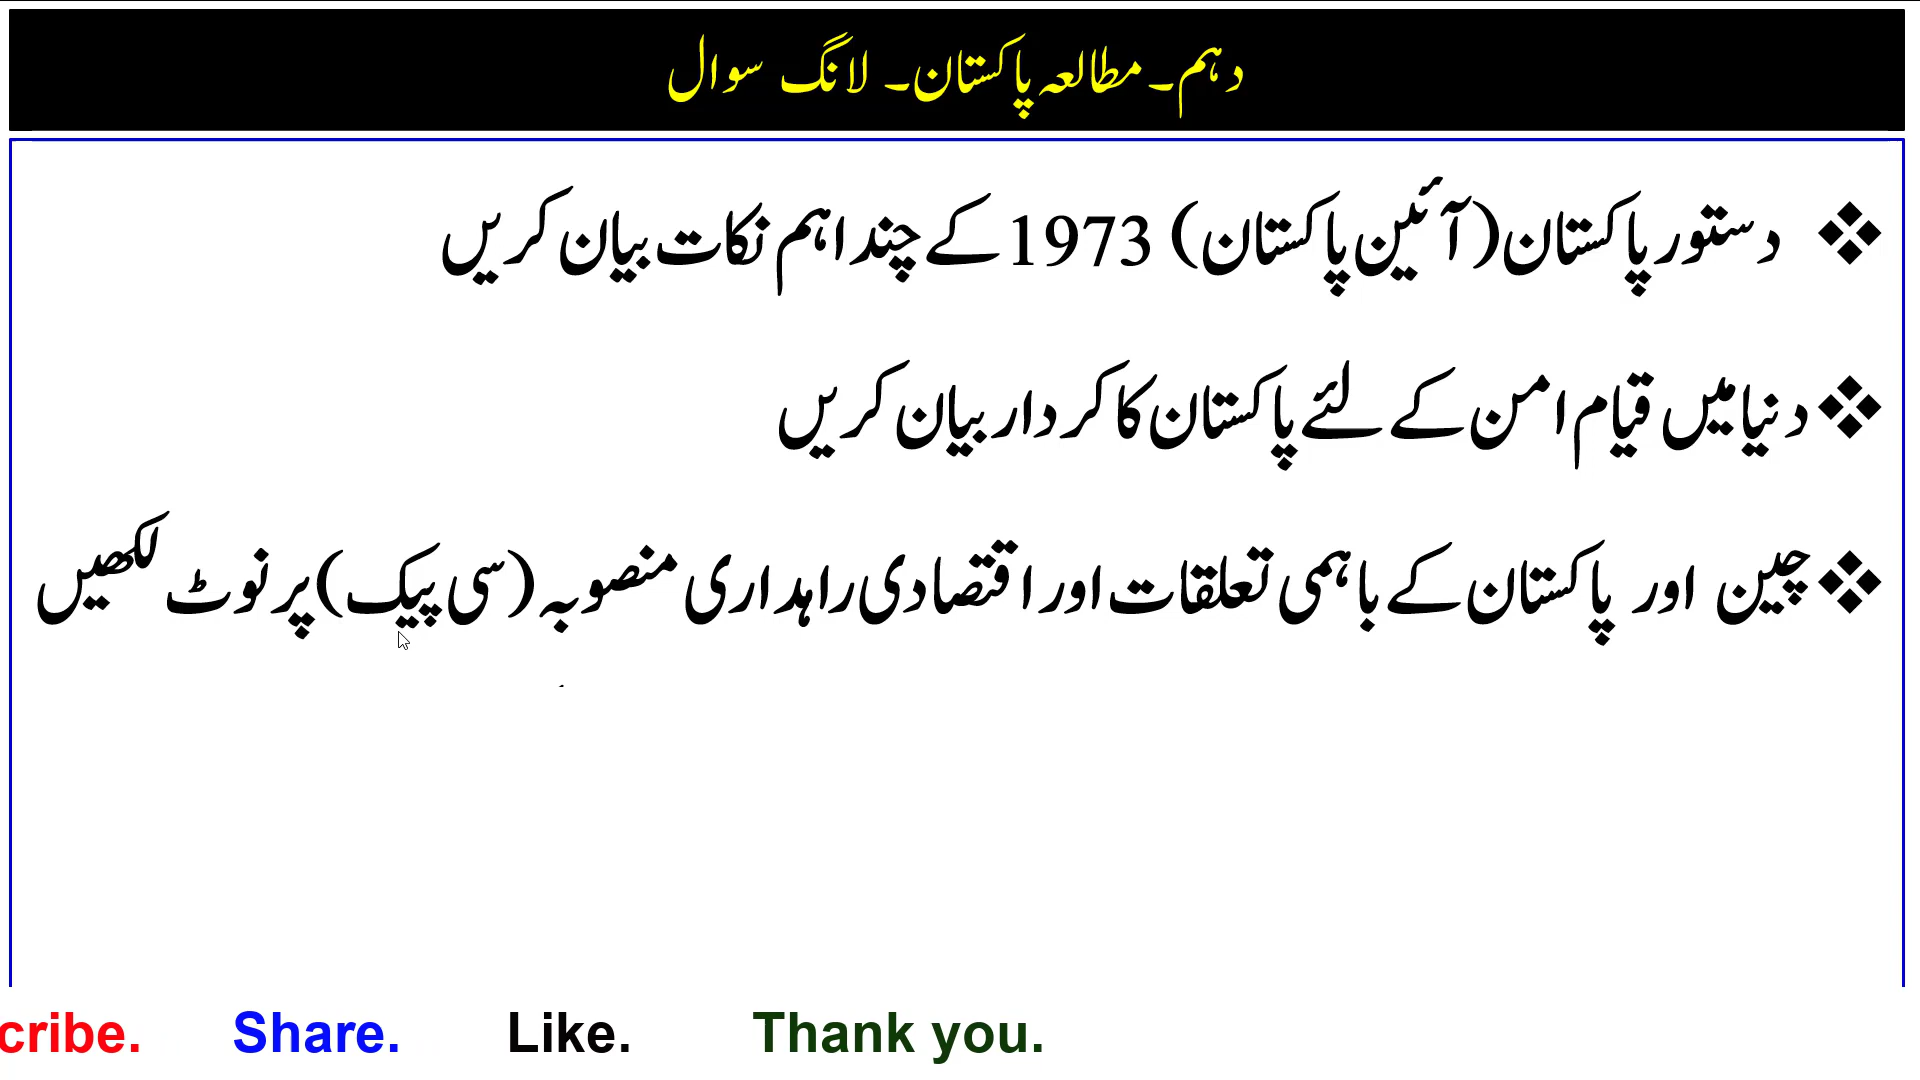 دہم۔ مطالعہ پاکستان۔ لانگ سوال
❖ دستور پاکستان(آئین پاکستان) 1973 کے چند اہم نکات بیان کریں
❖ دنیا میں قیام امن کے لئے پاکستان کا کردار بیان کریں
❖ چین اور پاکستان کے باہمی تعلقات اور اقتصادی راہداری منصوبہ (سی پیک) پر نوٹ لکھیں
cribe. Share. Like. Thank you.